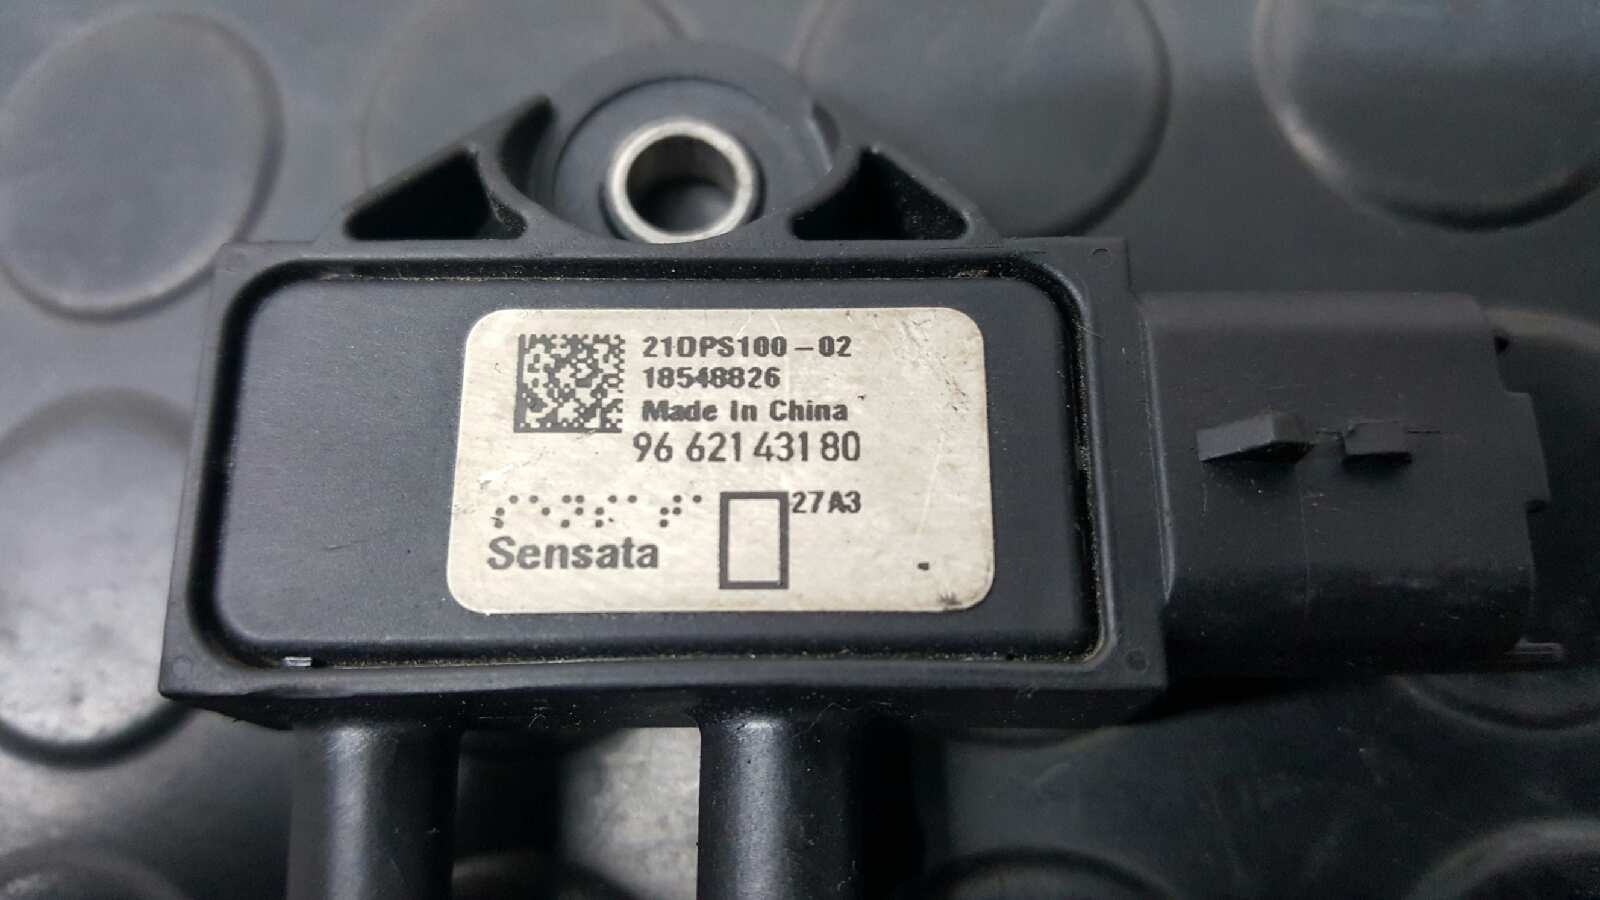 21DPS100-02
18548826
Made In China
96 621 431 80
27A3
Sensata